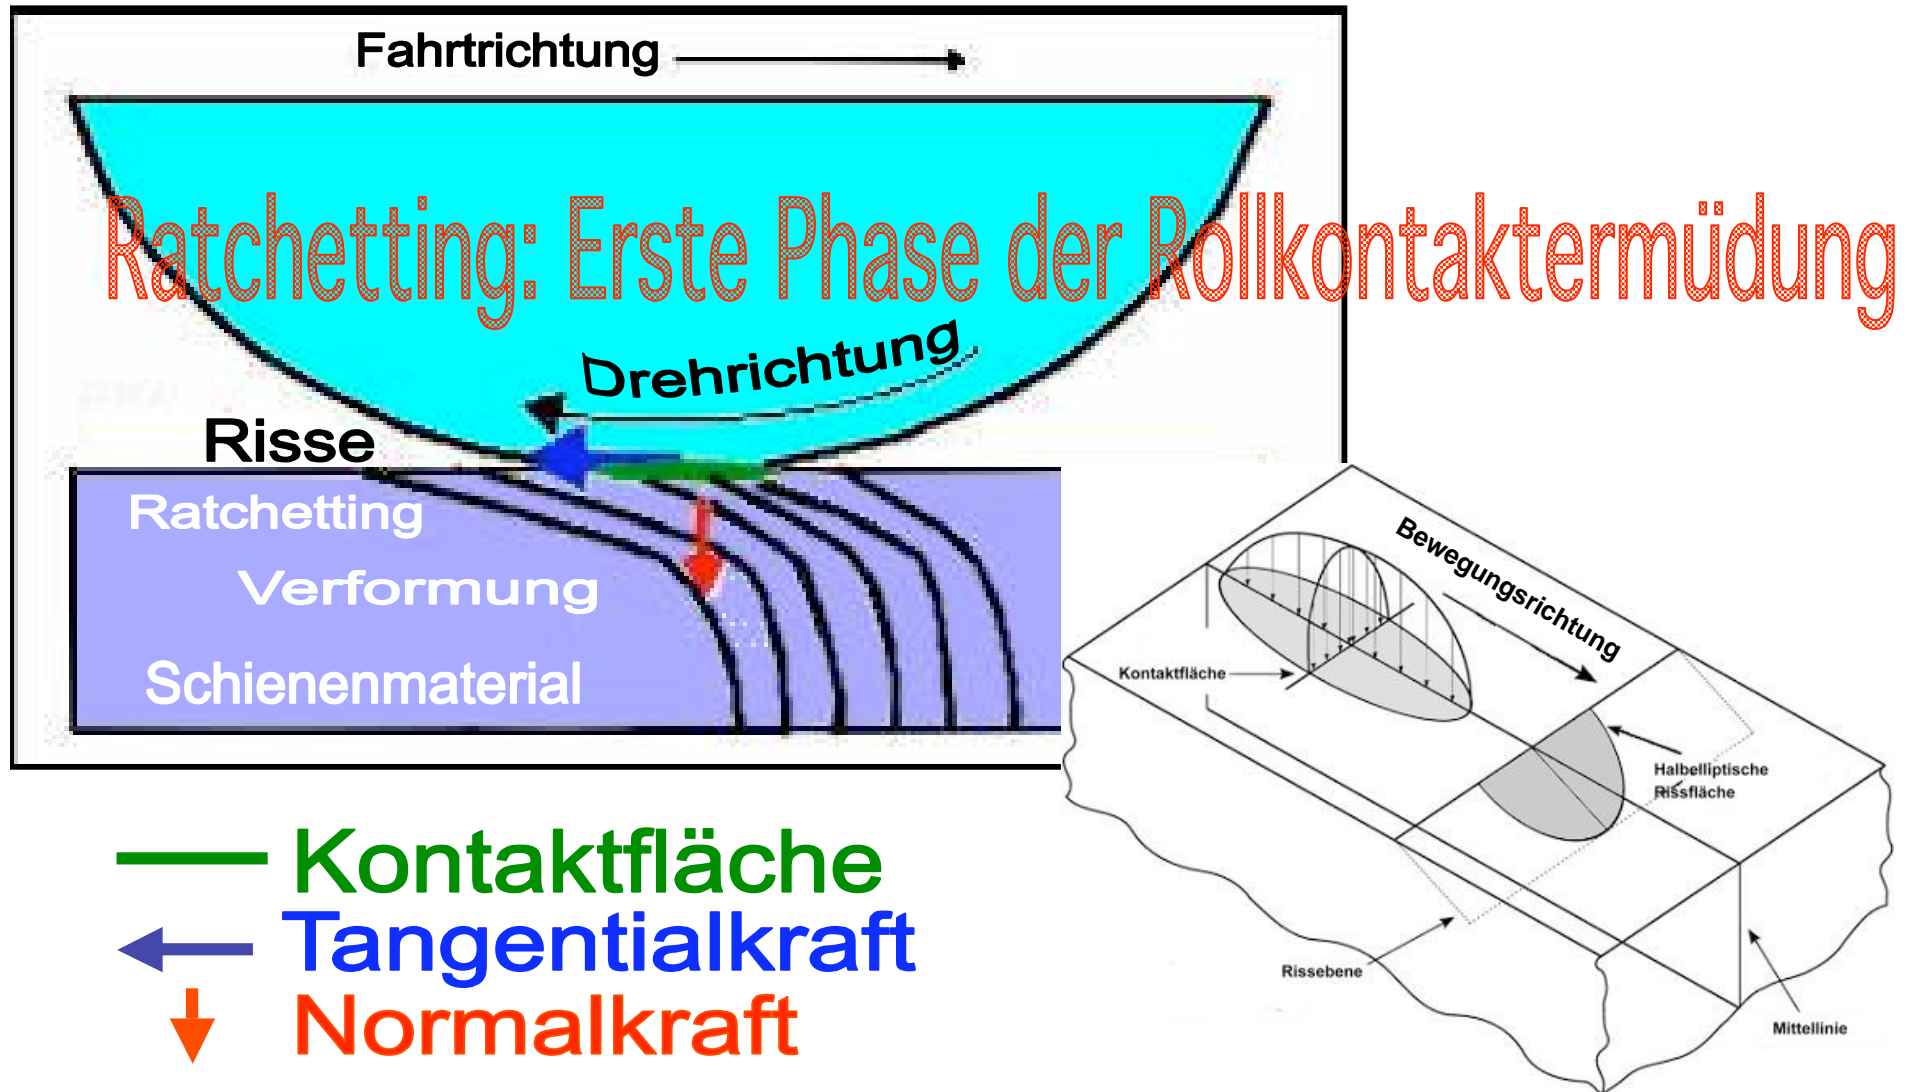 Fahrtrichtung
Ratchetting: Erste Phase der Rollkontaktermüdung
Drehrichtung
Risse
Ratchetting
Verformung
Schienenmaterial
Bewegungsrichtung
Kontaktfläche
Halbelliptische
Rissfläche
Rissebene
Mittellinie
Kontaktfläche
Tangentialkraft
Normalkraft